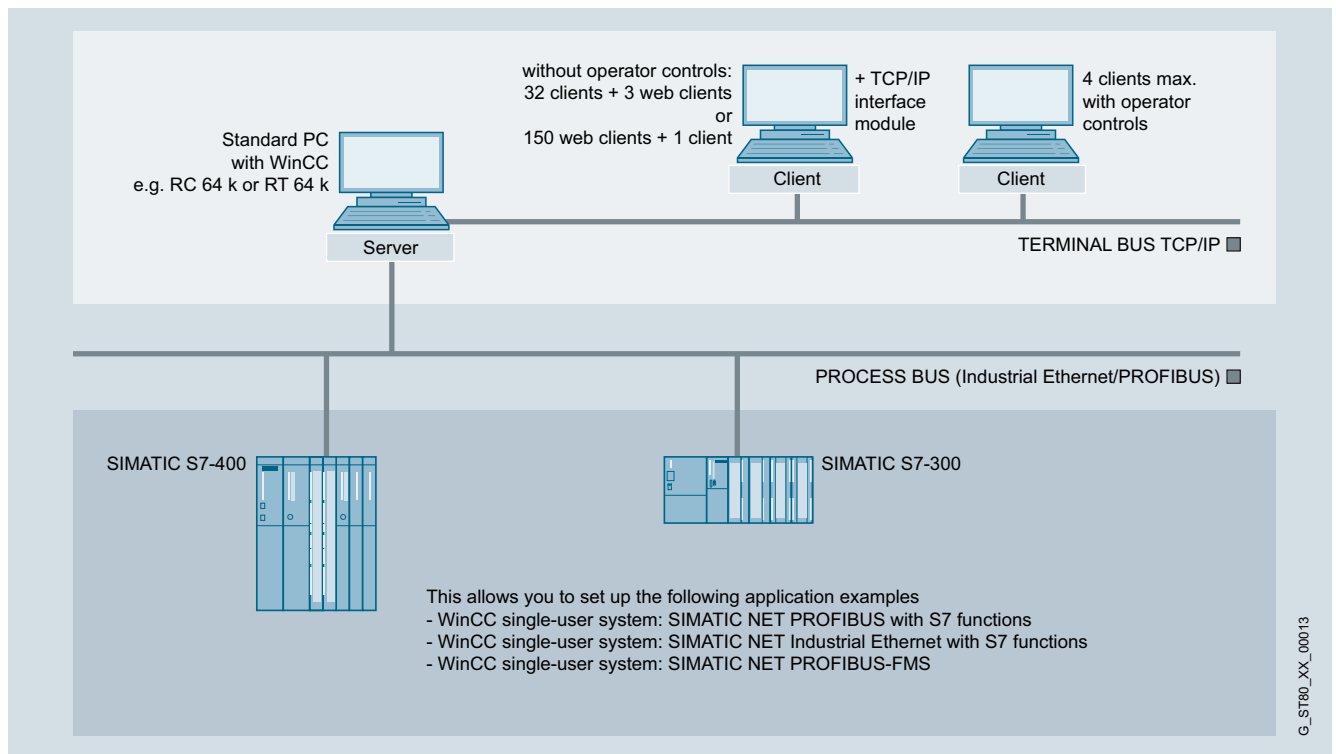 without operator controls:
32 clients + 3 web clients
or
150 web clients + 1 client
+ TCP/IP
interface
module
4 clients max.
with operator
controls
Standard PC
with WinCC
e.g. RC 64 k or RT 64 k
Client
Client
Server
TERMINAL BUS TCP/IP
PROCESS BUS (Industrial Ethernet/PROFIBUS)
SIMATIC S7-400
SIMATIC S7-300
This allows you to set up the following application examples
- WinCC single-user system: SIMATIC NET PROFIBUS with S7 functions
- WinCC single-user system: SIMATIC NET Industrial Ethernet with S7 functions
- WinCC single-user system: SIMATIC NET PROFIBUS-FMS
G_ST80_XX_00013